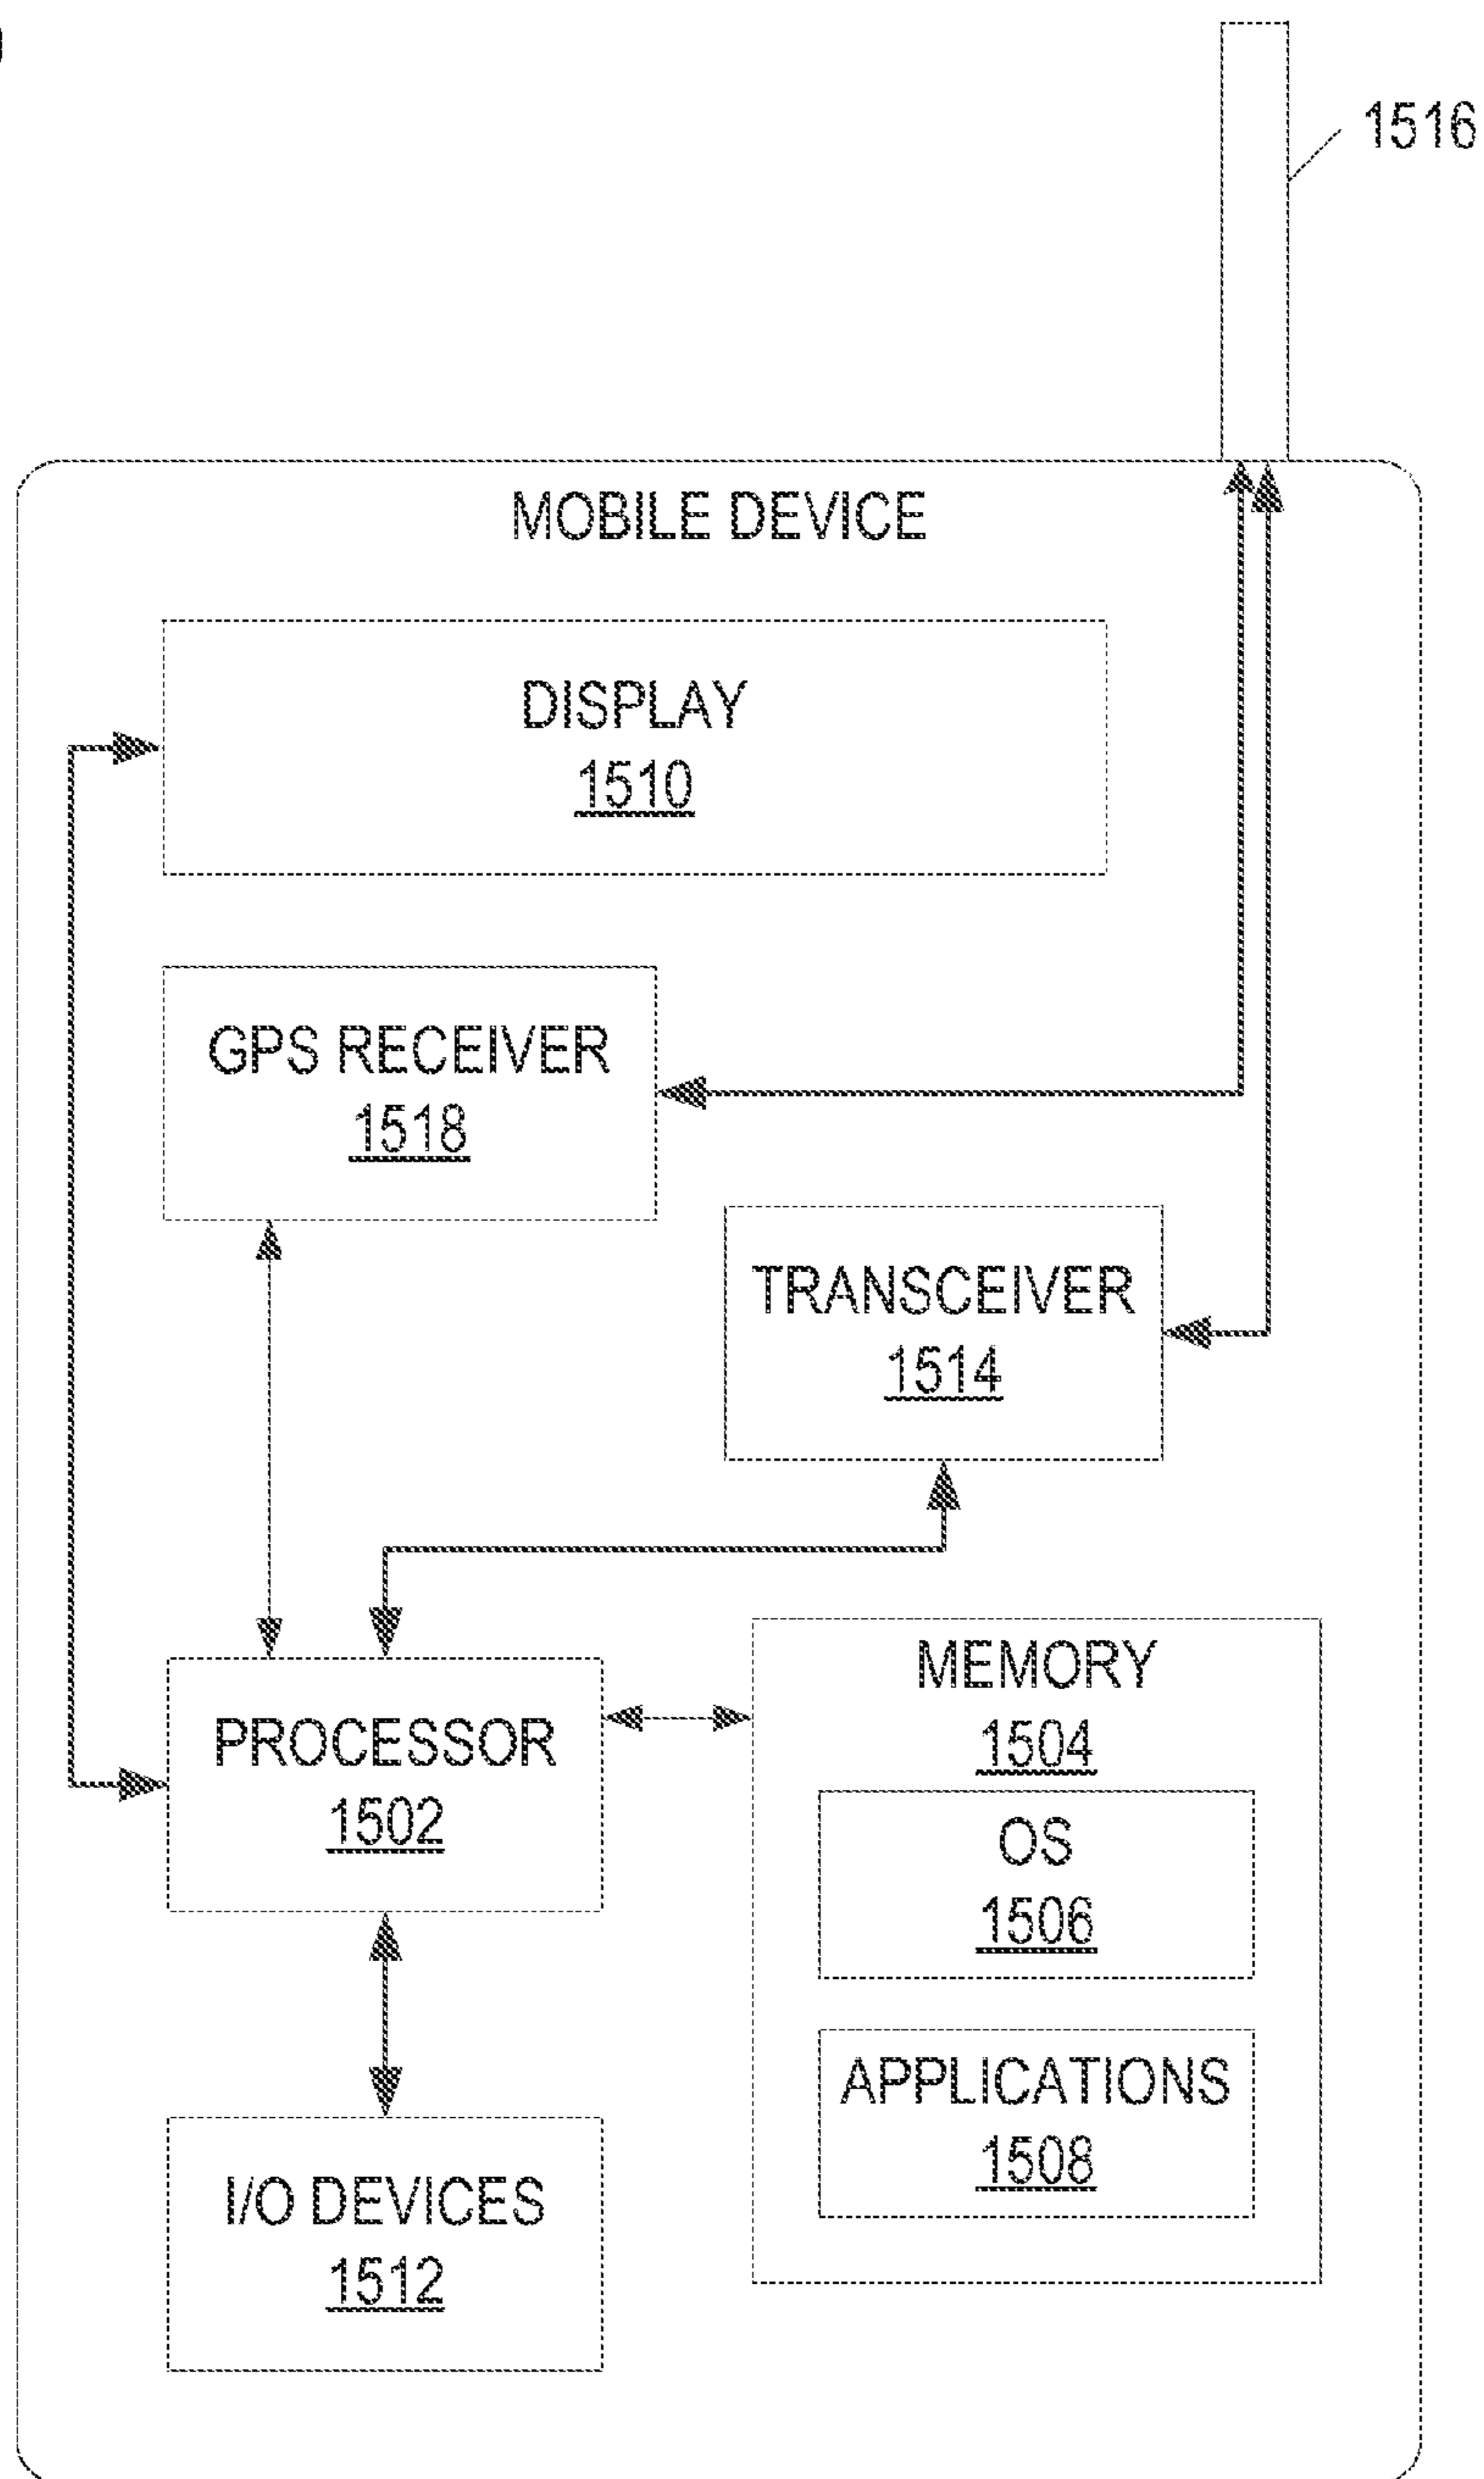 1516
MOBILE DEVICE
DISPLAY
1510
GPS RECEIVER
1518
TRANSCEIVER
1514
PROCESSOR
1502
MEMORY
1504
OS
1506
APPLICATIONS
1508
I/O DEVICES
1512